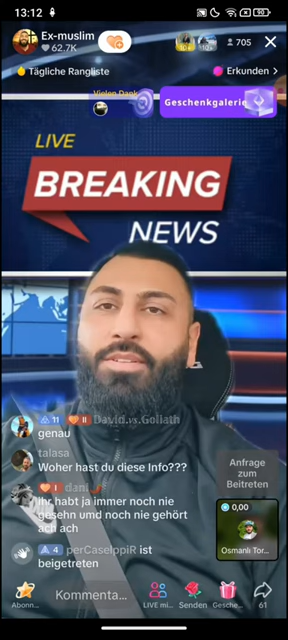 13:12
90
Ex-muslim
62.7K
705
Tägliche Rangliste
Erkunden >
Vielen Dank
Geschenkgalerie
LIVE
BREAKING
NEWS
11 II David.vs.Goliath
genau
talasa
Woher hast du diese Info???
I dani
ihr habt ja immer noch nie
gesehn umd noch nie gehört
ach ach
4 perCaseIppiR ist
beigetreten
Anfrage
zum
Beitreten
0,00
Osmanlı Tor...
Abonn...
Kommenta...
LIVE mi...
Senden
Gesche...
61